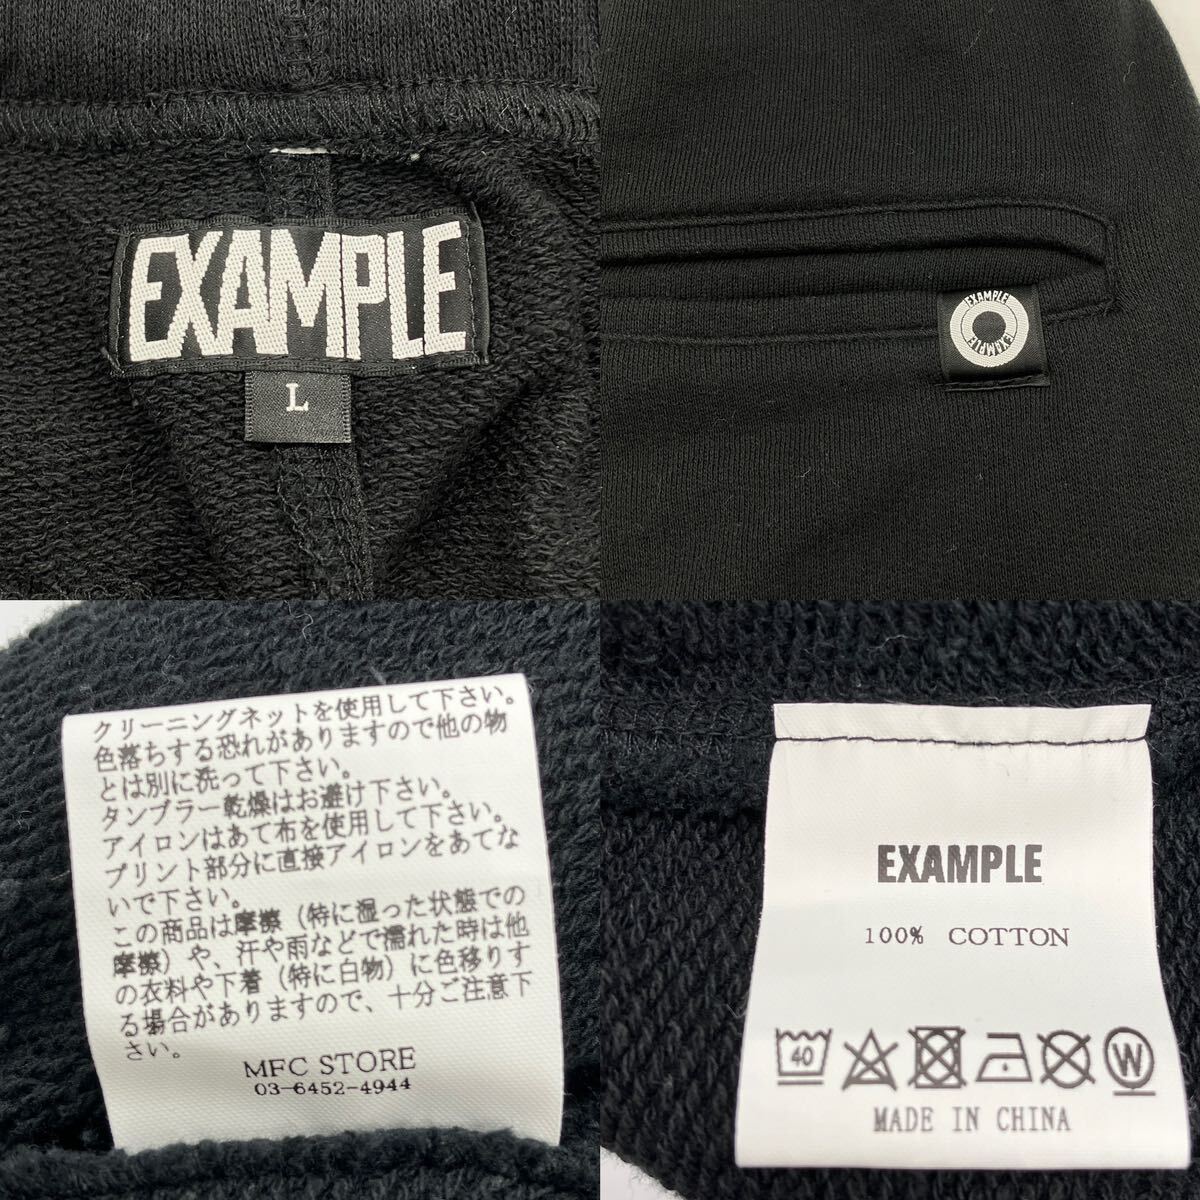 EXAMPLE
L
EXAMPLE
EXAMPLE
クリーニングネットを使用して下さい。
色落ちする恐れがありますので他の物
とは別に洗って下さい。
タンブラー乾燥はお避け下さい。
アイロンはあて布を使用して下さい。
プリント部分に直接アイロンをあてな
いで下さい。
この商品は摩擦（特に湿った状態での
摩擦）や、汗や雨などで濡れた時は他
の衣料や下着（特に白物）に色移りす
る場合がありますので、十分ご注意下
さい。
MFC STORE
03-6452-4944
EXAMPLE
100% COTTON
40
W
MADE IN CHINA